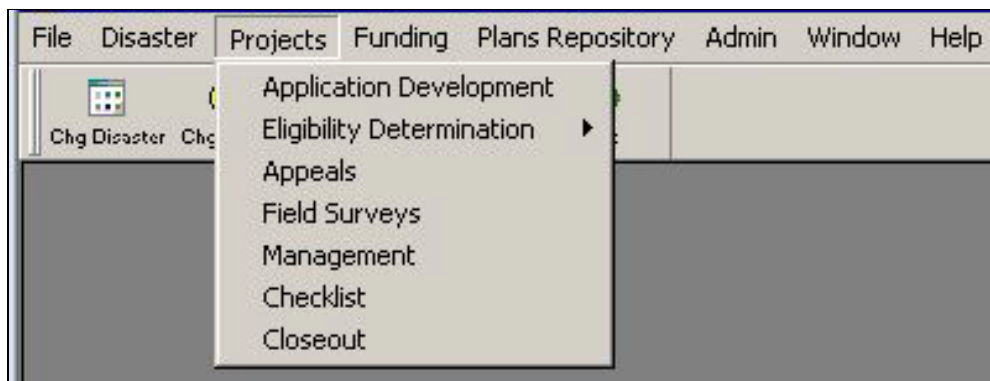 File Disaster Projects Funding Plans Repository Admin Window Help
Chg Disaster Chg
Application Development
Eligibility Determination
Appeals
Field Surveys
Management
Checklist
Closeout